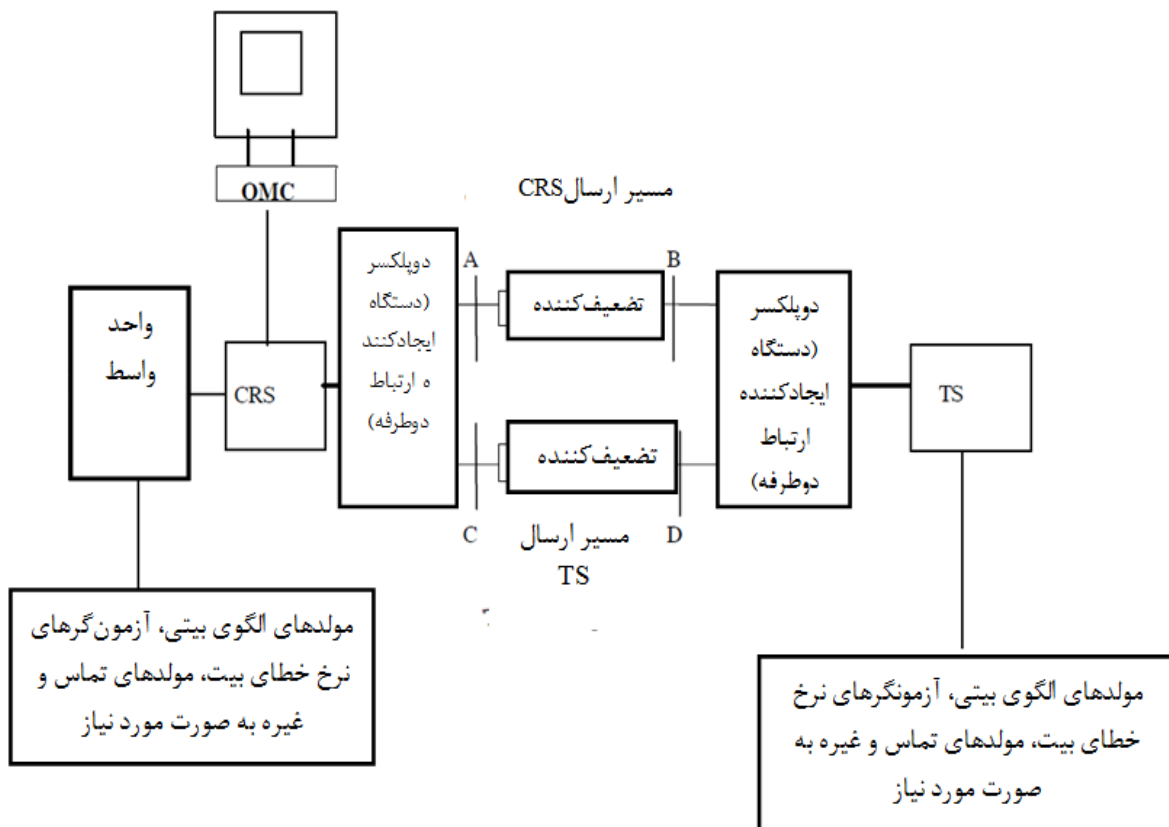 OMC
مسیر ارسال CRS
دوپلکسر
(دستگاه
ایجادکنند
ه ارتباط
دوطرفه)
A
تضعیف‌کننده
B
دوپلکسر
(دستگاه
ایجادکننده
ارتباط
دوطرفه)
واحد
واسط
CRS
TS
C
تضعیف‌کننده
D
مسیر ارسال
TS
مولدهای الگوی بیتی، آزمون‌گرهای
نرخ خطای بیت، مولدهای تماس و
غیره به صورت مورد نیاز
مولدهای الگوی بیتی، آزمونگرهای نرخ
خطای بیت، مولدهای تماس و غیره به
صورت مورد نیاز